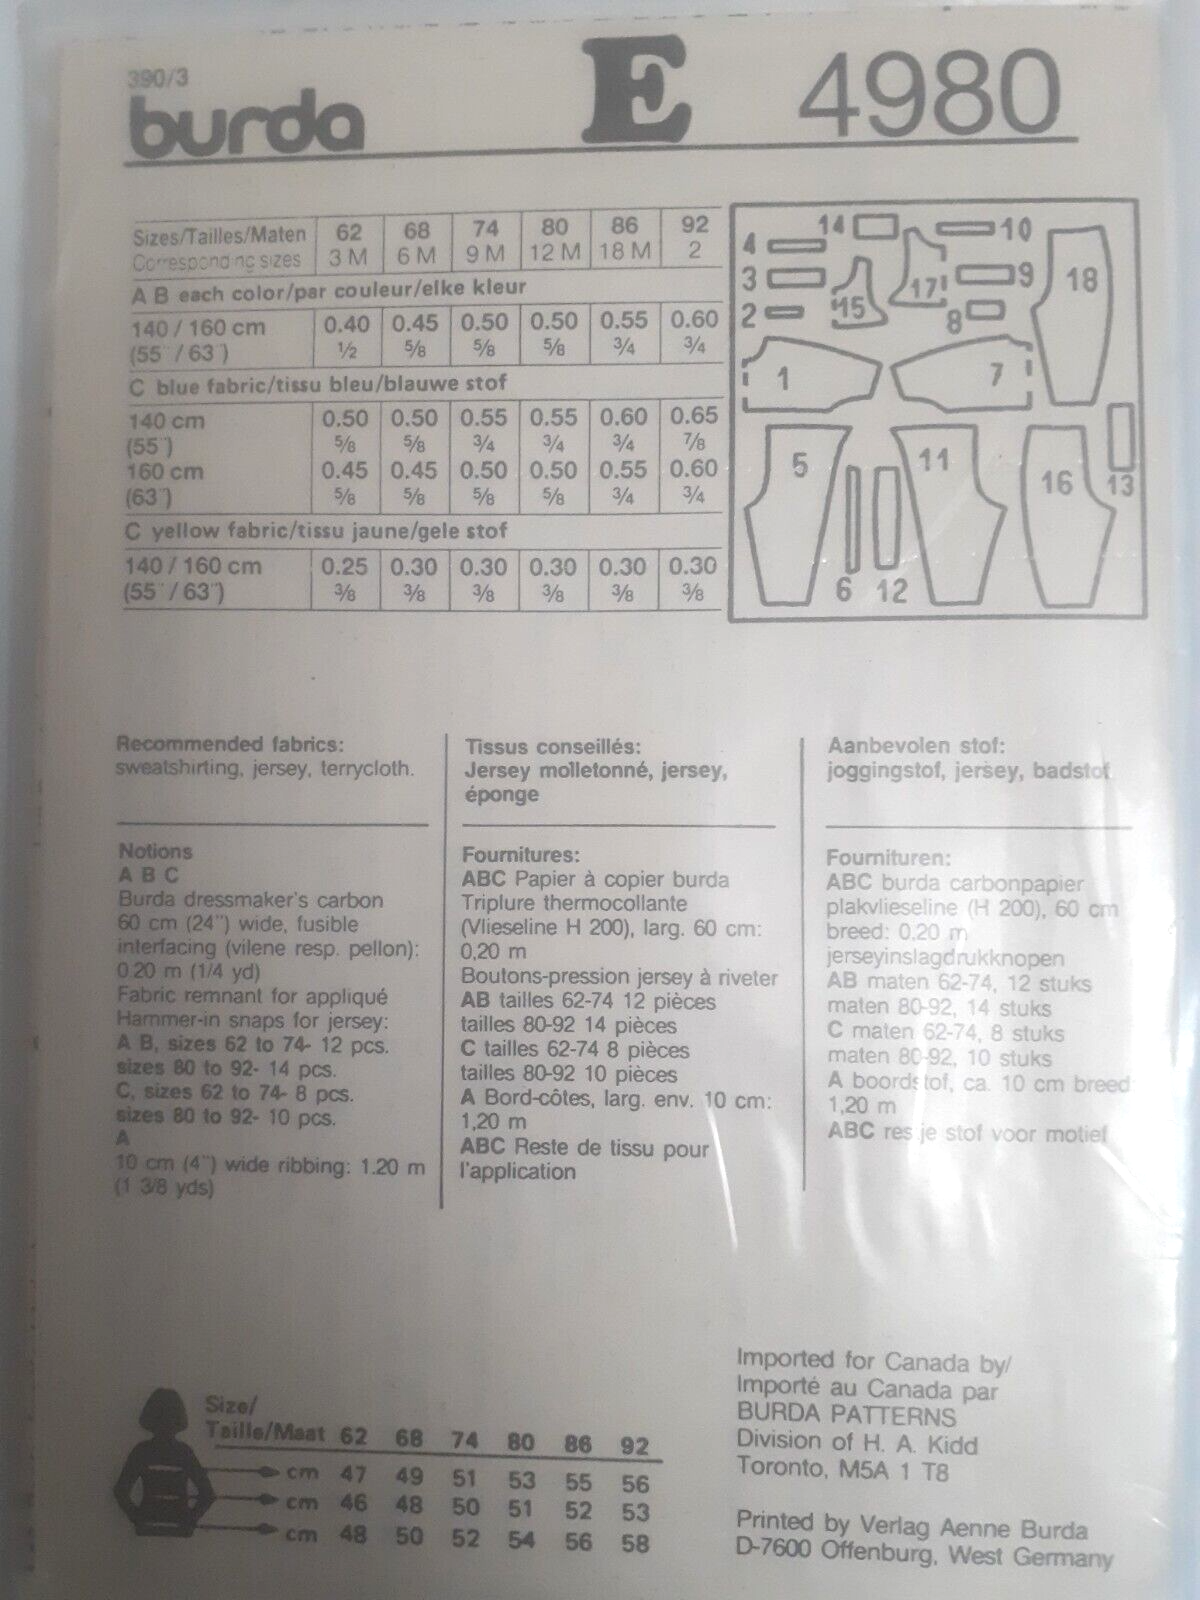 390/3
burda E 4980
Sizes/Tailles/Maten 62 68 74 80 86 92
Corresponding sizes 3 M 6 M 9 M 12 M 18 M 2
A B each color/par couleur/elke kleur
140 / 160 cm 0.40 0.45 0.50 0.50 0.55 0.60
(55¨ / 63¨) ½ ⅝ ⅝ ⅝ ¾ ¾
C blue fabric/tissu bleu/blauwe stof
140 cm 0.50 0.50 0.55 0.55 0.60 0.65
(55¨) ⅝ ⅝ ¾ ¾ ¾ ⅞
160 cm 0.45 0.45 0.50 0.50 0.55 0.60
(63¨) ⅝ ⅝ ⅝ ⅝ ¾ ¾
C yellow fabric/tissu jaune/gele stof
140 / 160 cm 0.25 0.30 0.30 0.30 0.30 0.30
(55¨ / 63¨) ⅜ ⅜ ⅜ ⅜ ⅜ ⅜
14 10
4
3 17 9 18
2 15 8
1 7
5 11 16 13
6 12
Recommended fabrics:
sweatshirting, jersey, terrycloth.
Notions
A B C
Burda dressmaker's carbon
60 cm (24") wide, fusible
interfacing (vilene resp. pellon):
0.20 m (1/4 yd)
Fabric remnant for appliqué
Hammer-in snaps for jersey:
A B, sizes 62 to 74- 12 pcs.
sizes 80 to 92- 14 pcs.
C, sizes 62 to 74- 8 pcs.
sizes 80 to 92- 10 pcs.
A
10 cm (4") wide ribbing: 1.20 m
(1 3/8 yds)
Tissus conseillés:
Jersey molletonné, jersey,
éponge
Fournitures:
ABC Papier à copier burda
Triplure thermocollante
(Vlieseline H 200), larg. 60 cm:
0,20 m
Boutons-pression jersey à riveter
AB tailles 62-74 12 pièces
tailles 80-92 14 pièces
C tailles 62-74 8 pièces
tailles 80-92 10 pièces
A Bord-côtes, larg. env. 10 cm:
1,20 m
ABC Reste de tissu pour
l'application
Aanbevolen stof:
joggingstof, jersey, badstof
Fournituren:
ABC burda carbonpapier
plakvlieseline (H 200), 60 cm
breed: 0,20 m
jerseyinslagdrukknopen
AB maten 62-74, 12 stuks
maten 80-92, 14 stuks
C maten 62-74, 8 stuks
maten 80-92, 10 stuks
A boordstof, ca. 10 cm breed
1,20 m
ABC restje stof voor motief
Size/
Taille/Maat 62 68 74 80 86 92
cm 47 49 51 53 55 56
cm 46 48 50 51 52 53
cm 48 50 52 54 56 58
Imported for Canada by/
Importé au Canada par
BURDA PATTERNS
Division of H. A. Kidd
Toronto, M5A 1 T8
Printed by Verlag Aenne Burda
D-7600 Offenburg, West Germany